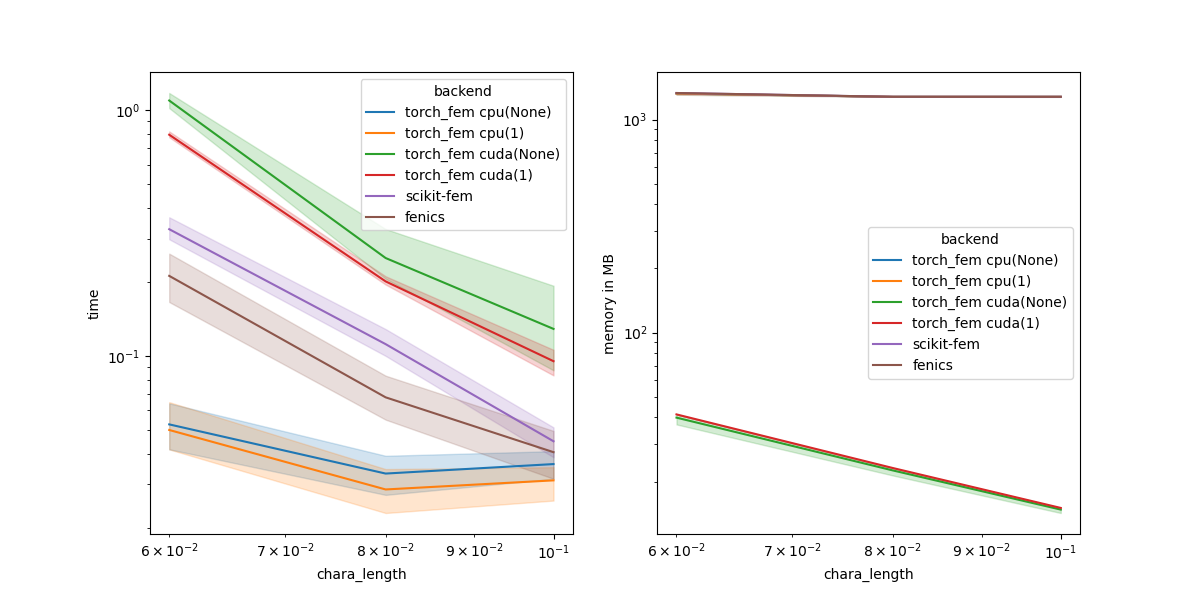 backend
torch_fem cpu(None)
torch_fem cpu(1)
torch_fem cuda(None)
torch_fem cuda(1)
scikit-fem
fenics
10⁰
10⁻¹
time
6 × 10⁻²
7 × 10⁻²
8 × 10⁻²
9 × 10⁻²
10⁻¹
chara_length
10³
10²
memory in MB
backend
torch_fem cpu(None)
torch_fem cpu(1)
torch_fem cuda(None)
torch_fem cuda(1)
scikit-fem
fenics
6 × 10⁻²
7 × 10⁻²
8 × 10⁻²
9 × 10⁻²
10⁻¹
chara_length